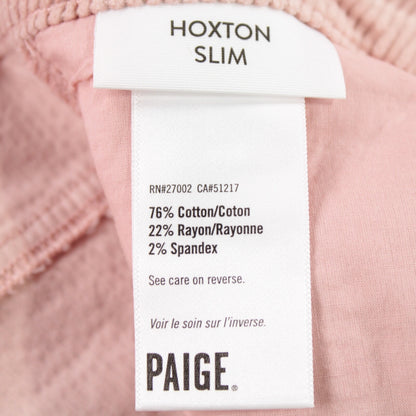 HOXTON
SLIM
RN#27002 CA#51217
76% Cotton/Coton
22% Rayon/Rayonne
2% Spandex
See care on reverse.
Voir le soin sur l'inverse.
PAIGE®